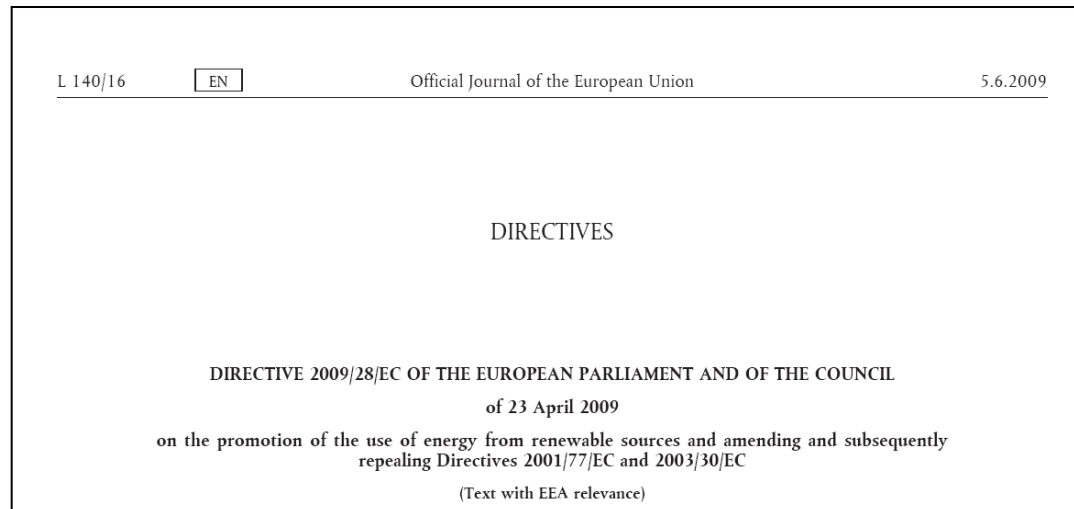 L 140/16 EN Official Journal of the European Union 5.6.2009
DIRECTIVES
DIRECTIVE 2009/28/EC OF THE EUROPEAN PARLIAMENT AND OF THE COUNCIL
of 23 April 2009
on the promotion of the use of energy from renewable sources and amending and subsequently
repealing Directives 2001/77/EC and 2003/30/EC
(Text with EEA relevance)